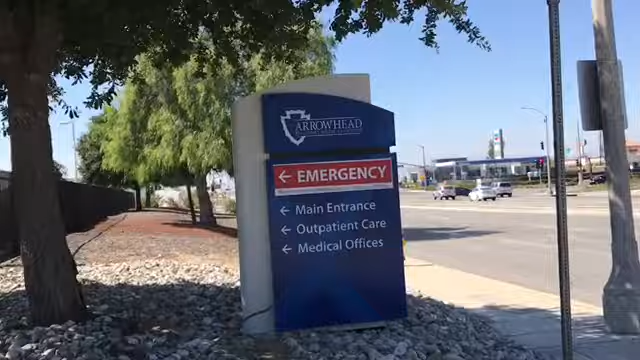 ARROWHEAD
← EMERGENCY
← Main Entrance
← Outpatient Care
← Medical Offices